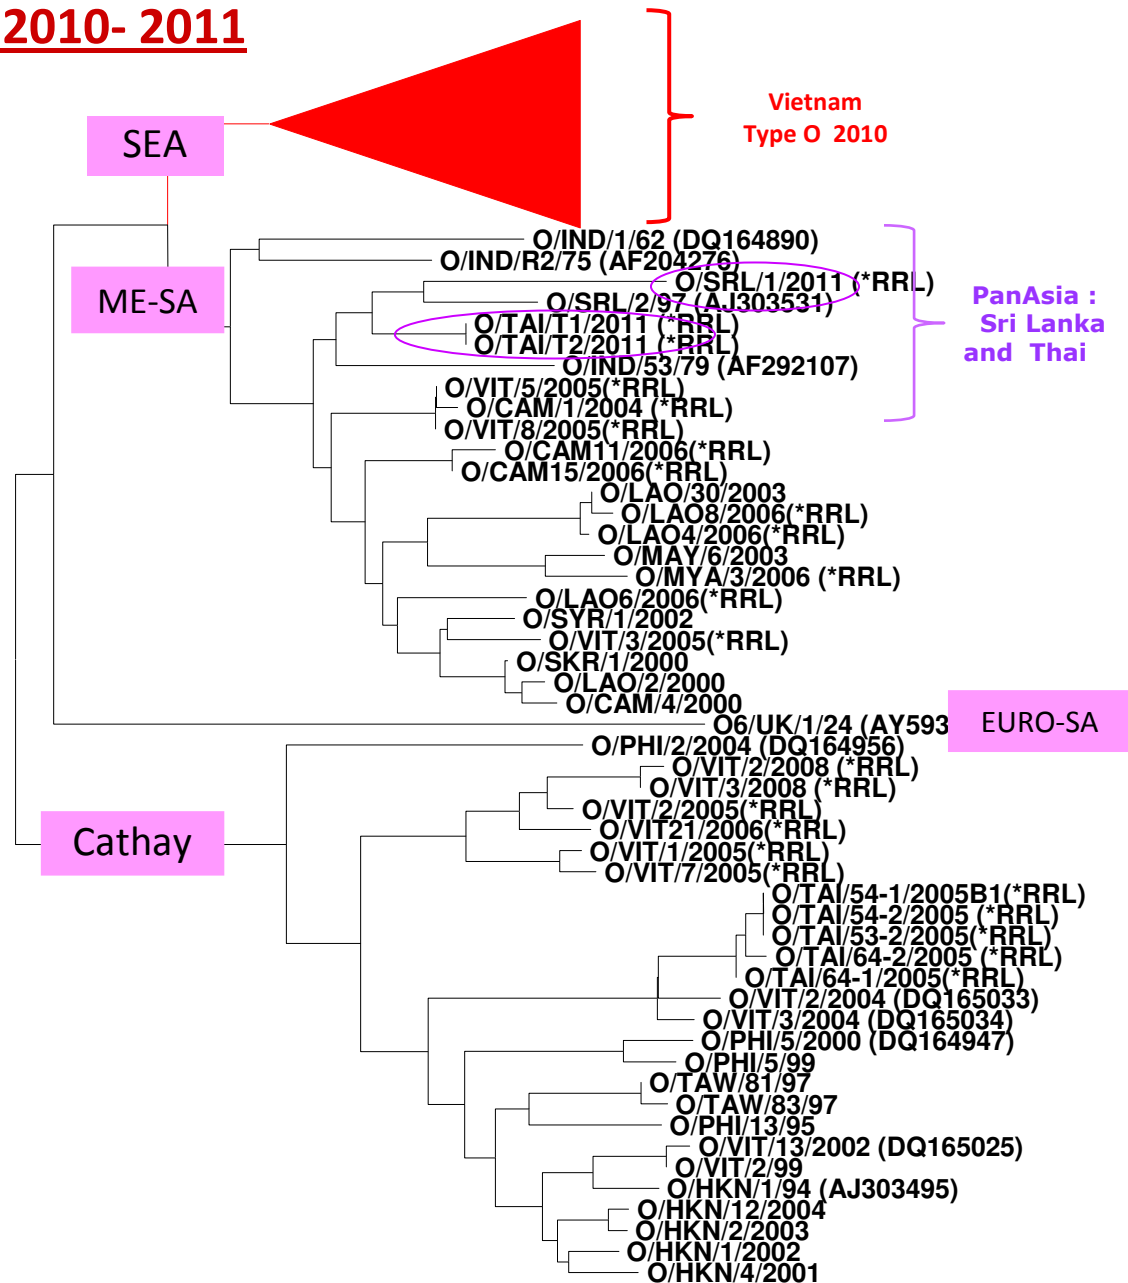 2010- 2011
Vietnam
Type O 2010
SEA
O/IND/1/62 (DQ164890)
O/IND/R2/75 (AF204276)
O/SRL/1/2011 (*RRL)
ME-SA
O/SRL/2/97 (AJ303531)
PanAsia :
Sri Lanka
and Thai
O/TAI/T1/2011 (*RRL)
O/TAI/T2/2011 (*RRL)
O/IND/53/79 (AF292107)
O/VIT/5/2005(*RRL)
O/CAM/1/2004 (*RRL)
O/VIT/8/2005(*RRL)
O/CAM11/2006(*RRL)
O/CAM15/2006(*RRL)
O/LAO/30/2003
O/LAO8/2006(*RRL)
O/LAO4/2006(*RRL)
O/MAY/6/2003
O/MYA/3/2006 (*RRL)
O/LAO6/2006(*RRL)
O/SYR/1/2002
O/VIT/3/2005(*RRL)
O/SKR/1/2000
O/LAO/2/2000
O/CAM/4/2000
O6/UK/1/24 (AY593
EURO-SA
O/PHI/2/2004 (DQ164956)
O/VIT/2/2008 (*RRL)
O/VIT/3/2008 (*RRL)
O/VIT/2/2005(*RRL)
O/VIT21/2006(*RRL)
Cathay
O/VIT/1/2005(*RRL)
O/VIT/7/2005(*RRL)
O/TAI/54-1/2005B1(*RRL)
O/TAI/54-2/2005 (*RRL)
O/TAI/53-2/2005(*RRL)
O/TAI/64-2/2005 (*RRL)
O/TAI/64-1/2005(*RRL)
O/VIT/2/2004 (DQ165033)
O/VIT/3/2004 (DQ165034)
O/PHI/5/2000 (DQ164947)
O/PHI/5/99
O/TAW/81/97
O/TAW/83/97
O/PHI/13/95
O/VIT/13/2002 (DQ165025)
O/VIT/2/99
O/HKN/1/94 (AJ303495)
O/HKN/12/2004
O/HKN/2/2003
O/HKN/1/2002
O/HKN/4/2001